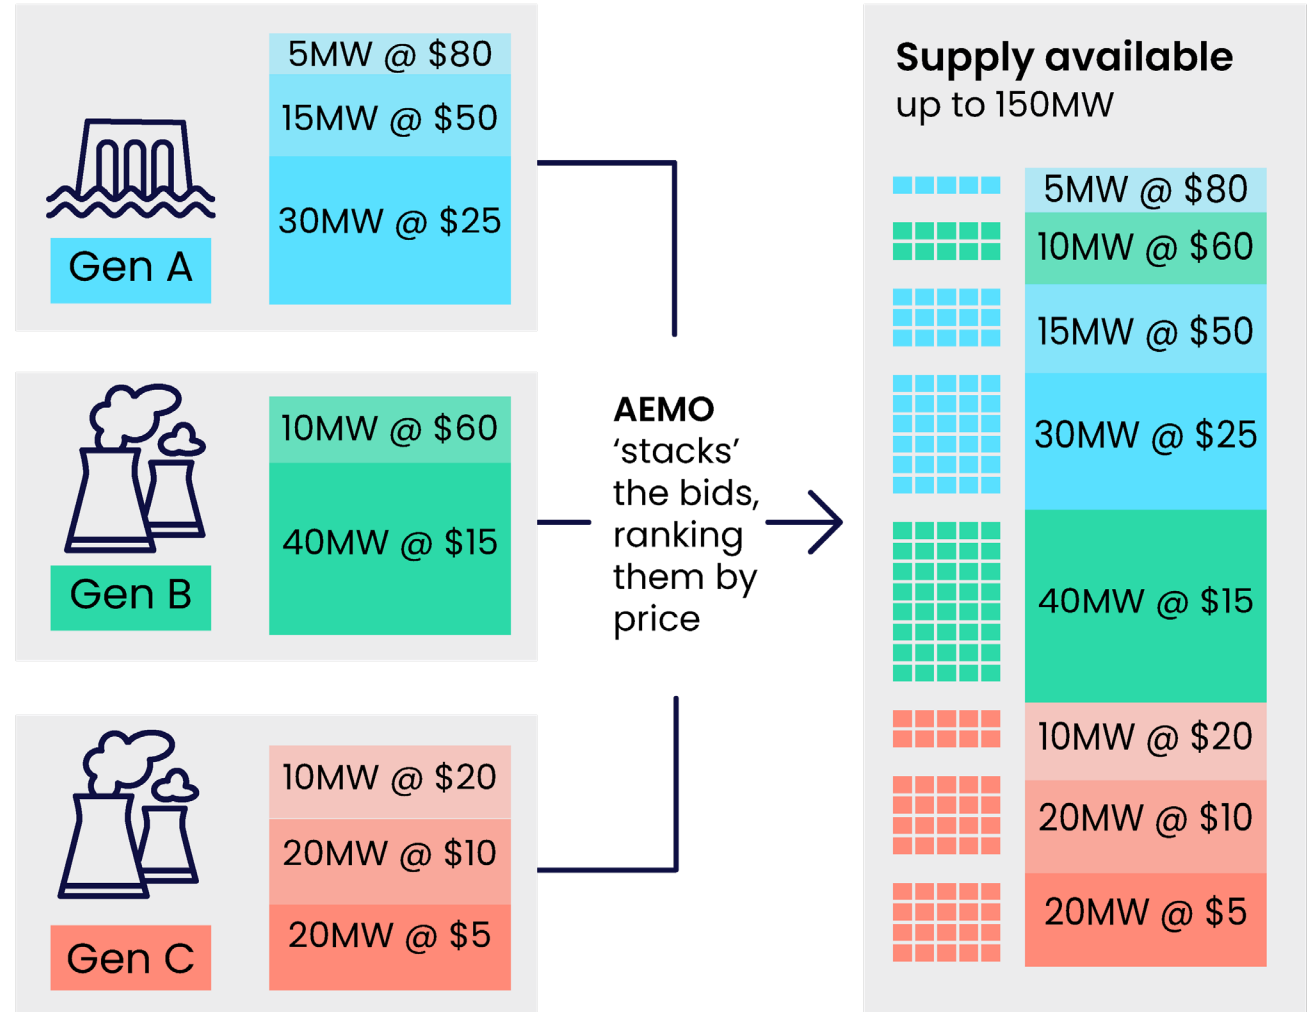 5MW @ $80
15MW @ $50
30MW @ $25
Gen A
10MW @ $60
40MW @ $15
Gen B
10MW @ $20
20MW @ $10
20MW @ $5
Gen C
AEMO
‘stacks’
the bids,
ranking
them by
price
Supply available
up to 150MW
5MW @ $80
10MW @ $60
15MW @ $50
30MW @ $25
40MW @ $15
10MW @ $20
20MW @ $10
20MW @ $5